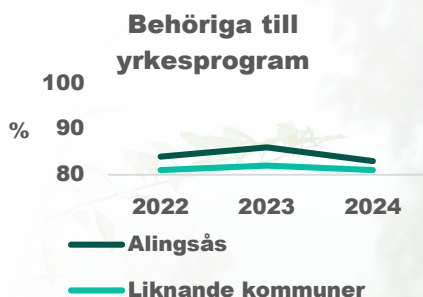 Behöriga till
yrkesprogram
100
%
90
80
2022 2023 2024
Alingsås
Liknande kommuner